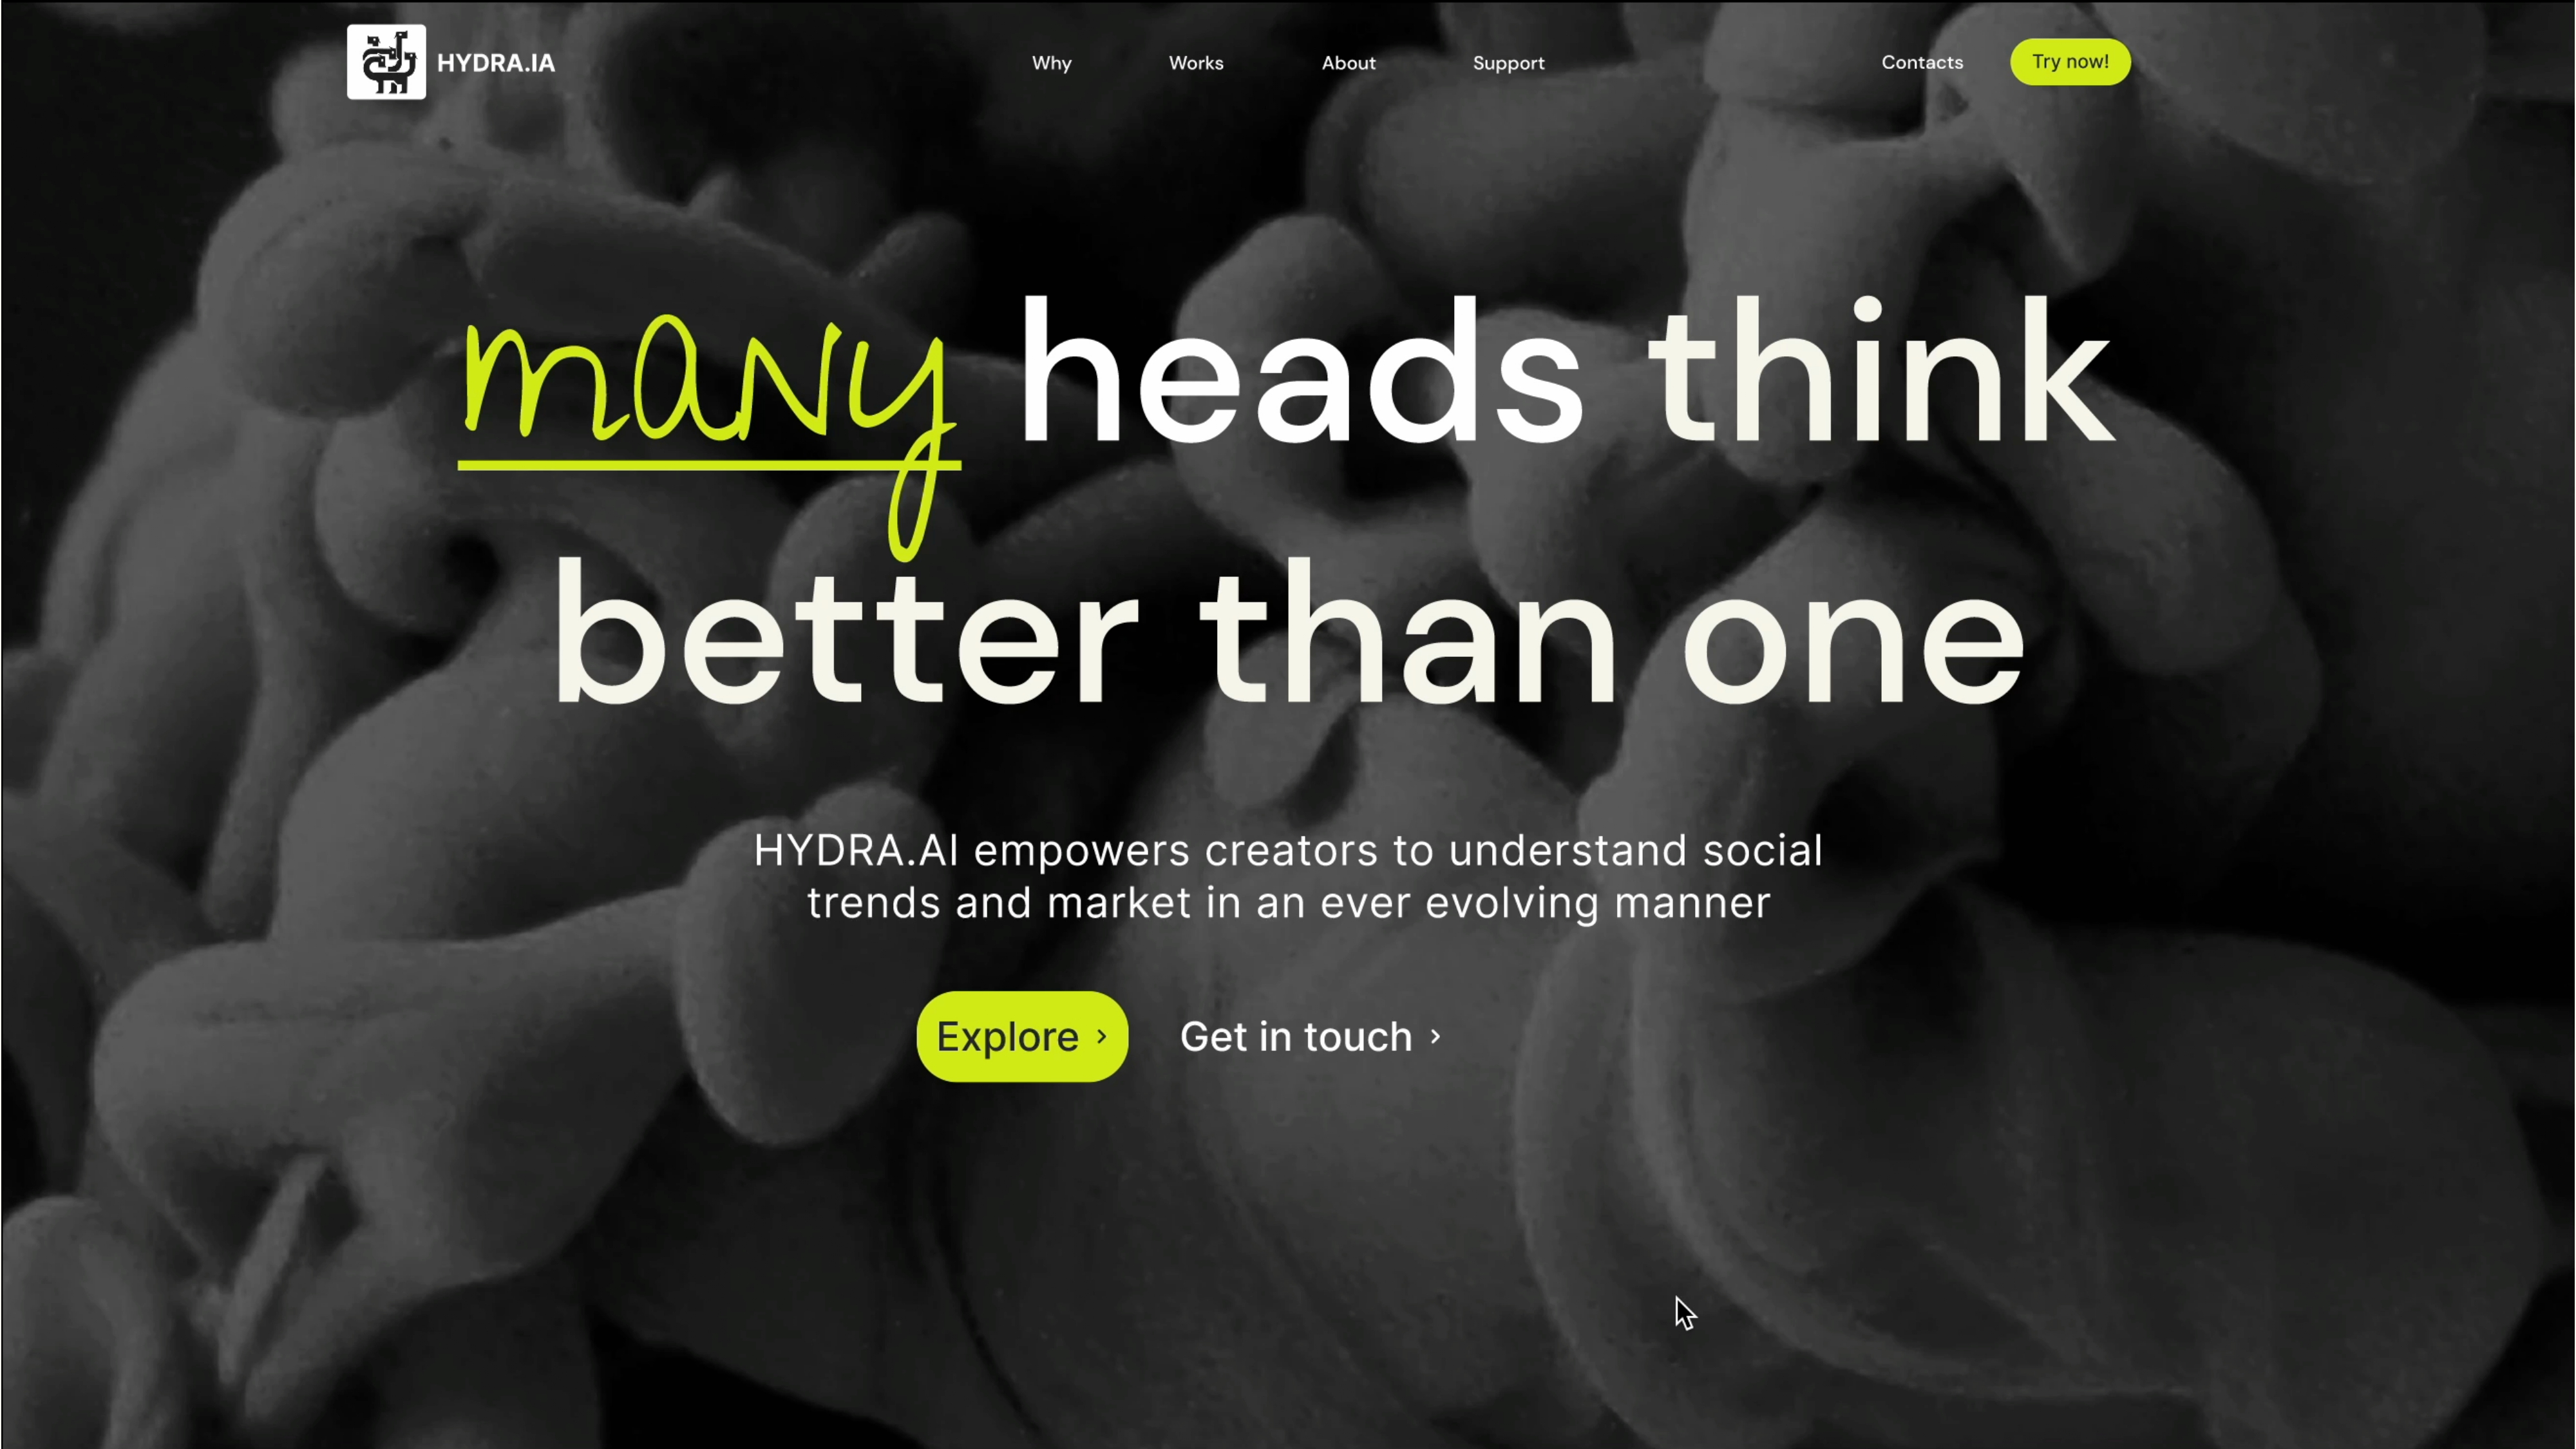 HYDRA.IA
Why
Works
About
Support
Contacts
Try now!
many heads think
better than one
HYDRA.AI empowers creators to understand social
trends and market in an ever evolving manner
Explore ›
Get in touch ›